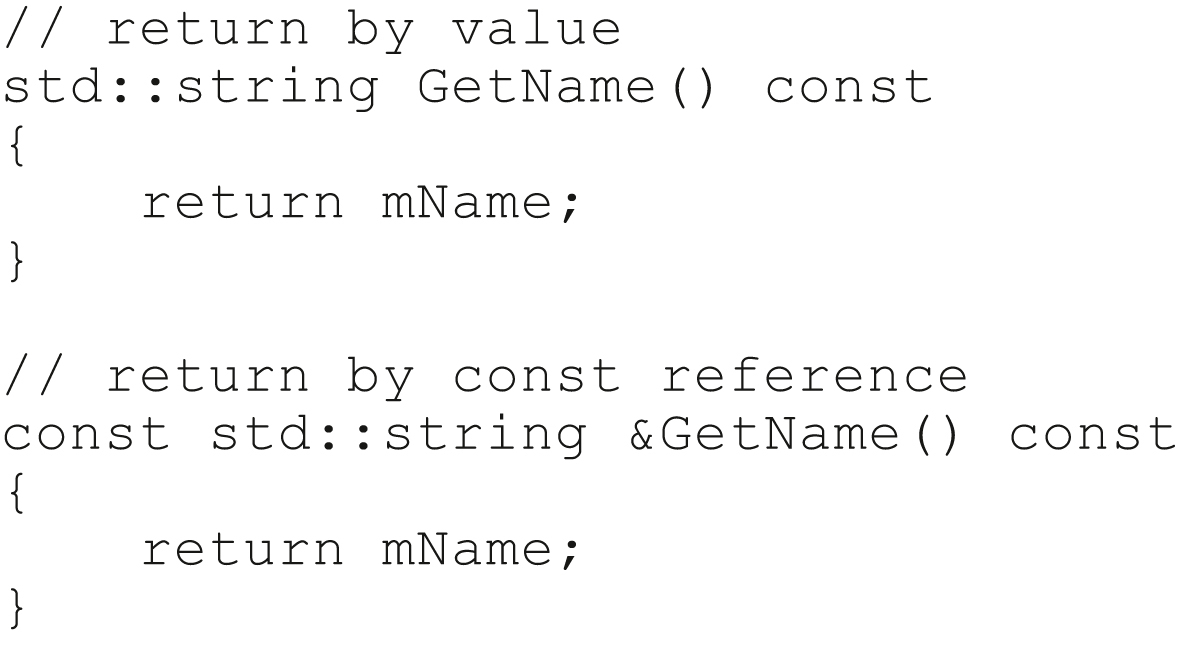 // return by value
std::string GetName() const
{
    return mName;
}

// return by const reference
const std::string &GetName() const
{
    return mName;
}